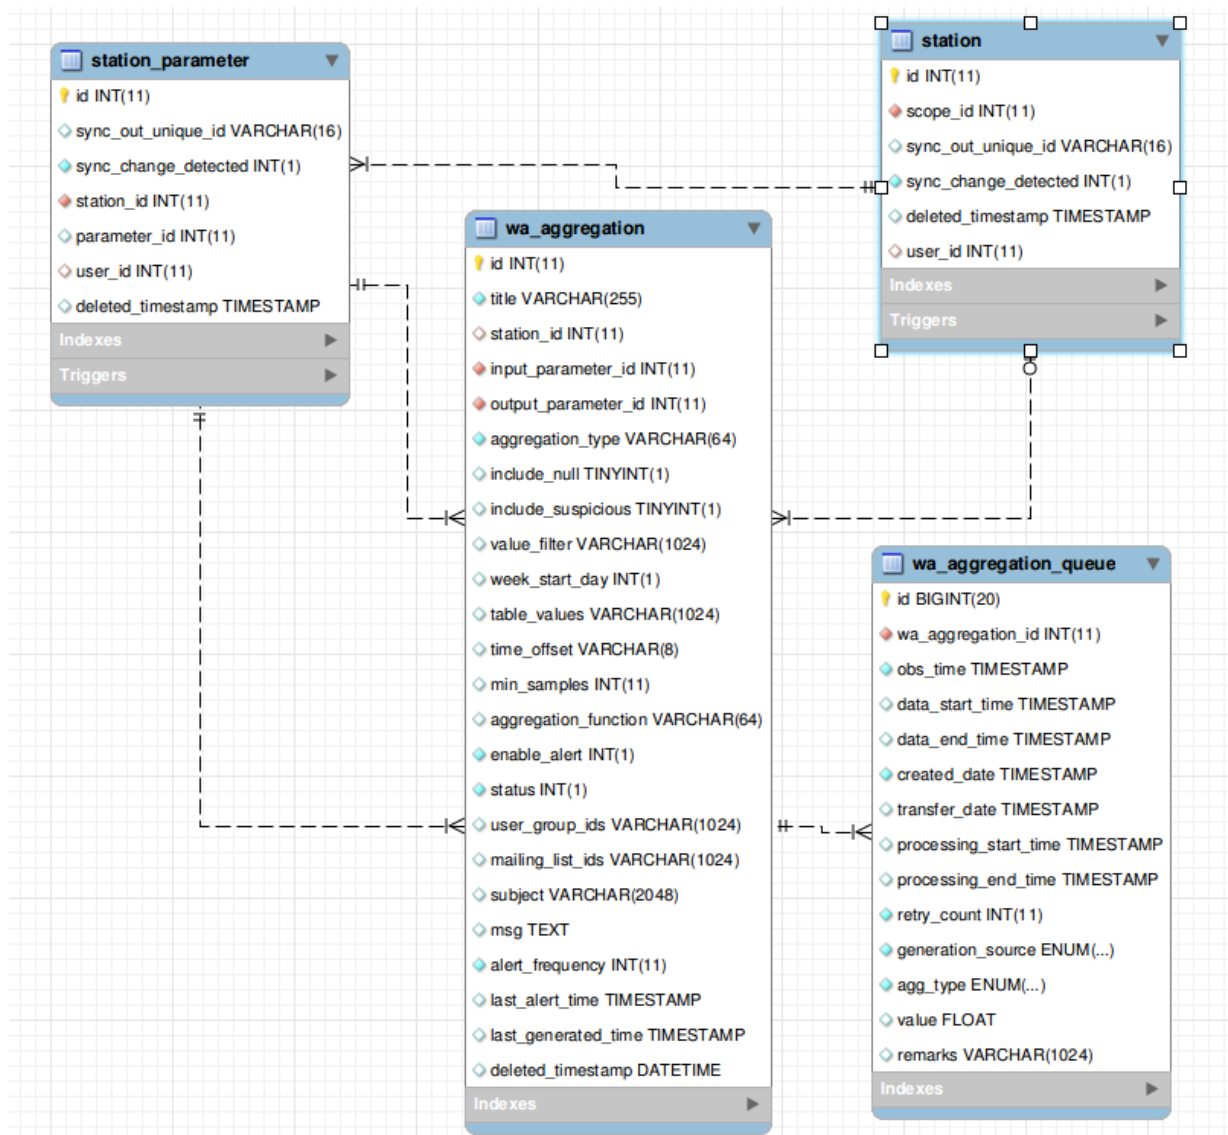 station_parameter
id INT(11)
sync_out_unique_id VARCHAR(16)
sync_change_detected INT(1)
station_id INT(11)
parameter_id INT(11)
user_id INT(11)
deleted_timestamp TIMESTAMP
Indexes
Triggers
station
id INT(11)
scope_id INT(11)
sync_out_unique_id VARCHAR(16)
sync_change_detected INT(1)
deleted_timestamp TIMESTAMP
user_id INT(11)
Indexes
Triggers
wa_aggregation
id INT(11)
title VARCHAR(255)
station_id INT(11)
input_parameter_id INT(11)
output_parameter_id INT(11)
aggregation_type VARCHAR(64)
include_null TINYINT(1)
include_suspicious TINYINT(1)
value_filter VARCHAR(1024)
week_start_day INT(1)
table_values VARCHAR(1024)
time_offset VARCHAR(8)
min_samples INT(11)
aggregation_function VARCHAR(64)
enable_alert INT(1)
status INT(1)
user_group_ids VARCHAR(1024)
mailing_list_ids VARCHAR(1024)
subject VARCHAR(2048)
msg TEXT
alert_frequency INT(11)
last_alert_time TIMESTAMP
last_generated_time TIMESTAMP
deleted_timestamp DATETIME
Indexes
wa_aggregation_queue
id BIGINT(20)
wa_aggregation_id INT(11)
obs_time TIMESTAMP
data_start_time TIMESTAMP
data_end_time TIMESTAMP
created_date TIMESTAMP
transfer_date TIMESTAMP
processing_start_time TIMESTAMP
processing_end_time TIMESTAMP
retry_count INT(11)
generation_source ENUM(...)
agg_type ENUM(...)
value FLOAT
remarks VARCHAR(1024)
Indexes